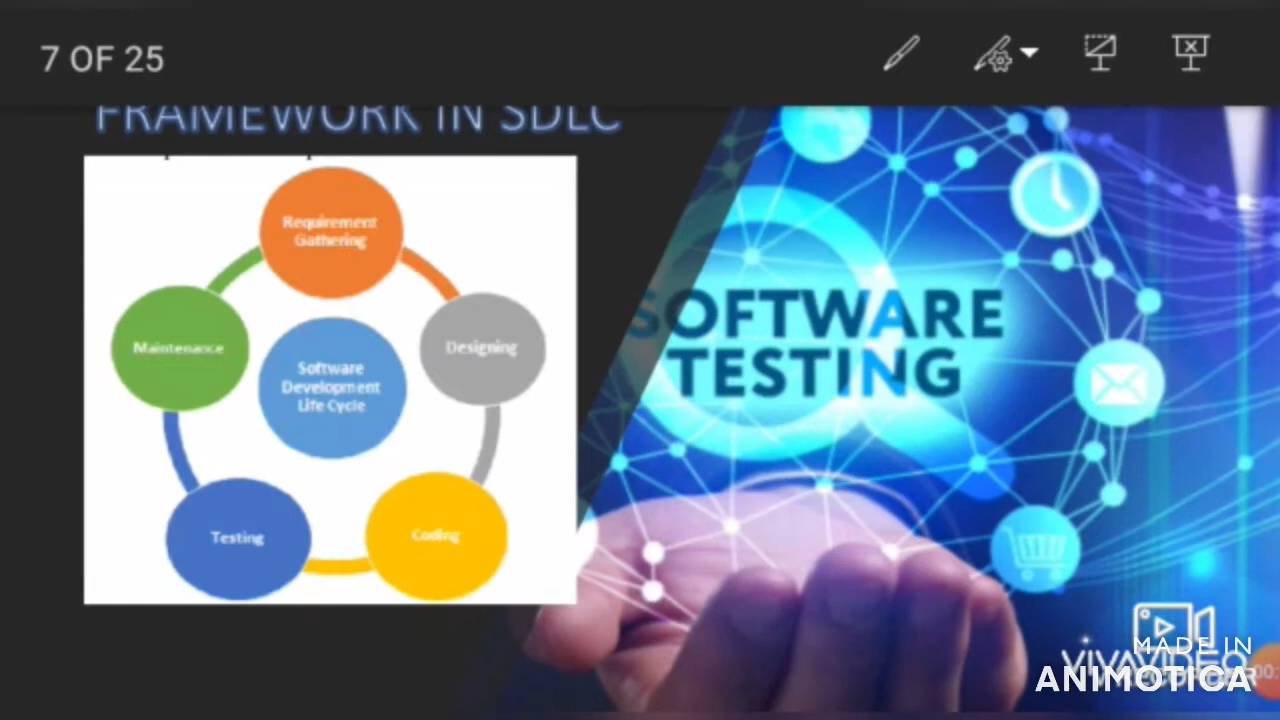 7 OF 25
FRAMEWORK IN SDLC
Requirement
Gathering
Maintenance
Designing
Software
Development
Life Cycle
Testing
Coding
SOFTWARE
TESTING
MADE IN
VIVAVIDEO
ANIMOTICA